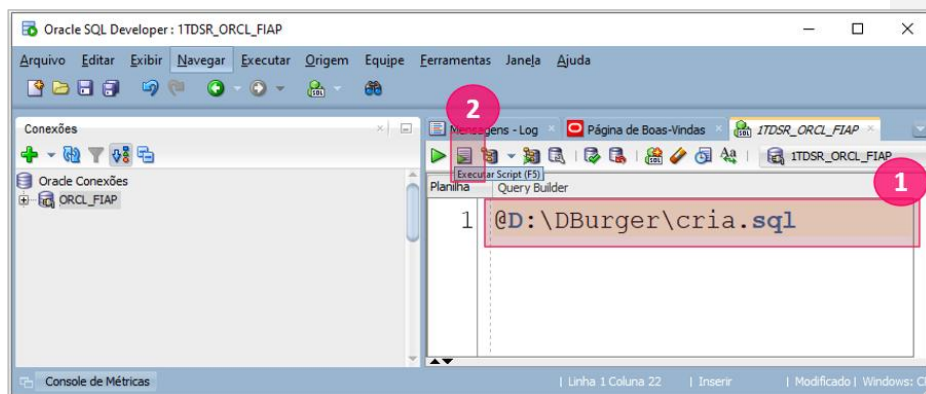 Oracle SQL Developer : 1TDSR_ORCL_FIAP
Arquivo Editar Exibir Navegar Executar Origem Equipe Ferramentas Janela Ajuda
2
Conexões
Mensagens - Log
Página de Boas-Vindas
1TDSR_ORCL_FIAP
1TDSR_ORCL_FIAP
Executar Script (F5)
1
Oracle Conexões
ORCL_FIAP
Planilha
Query Builder
1 @D:\DBurger\cria.sql
Console de Métricas
| Linha 1 Coluna 22 | Inserir | Modificado | Windows: